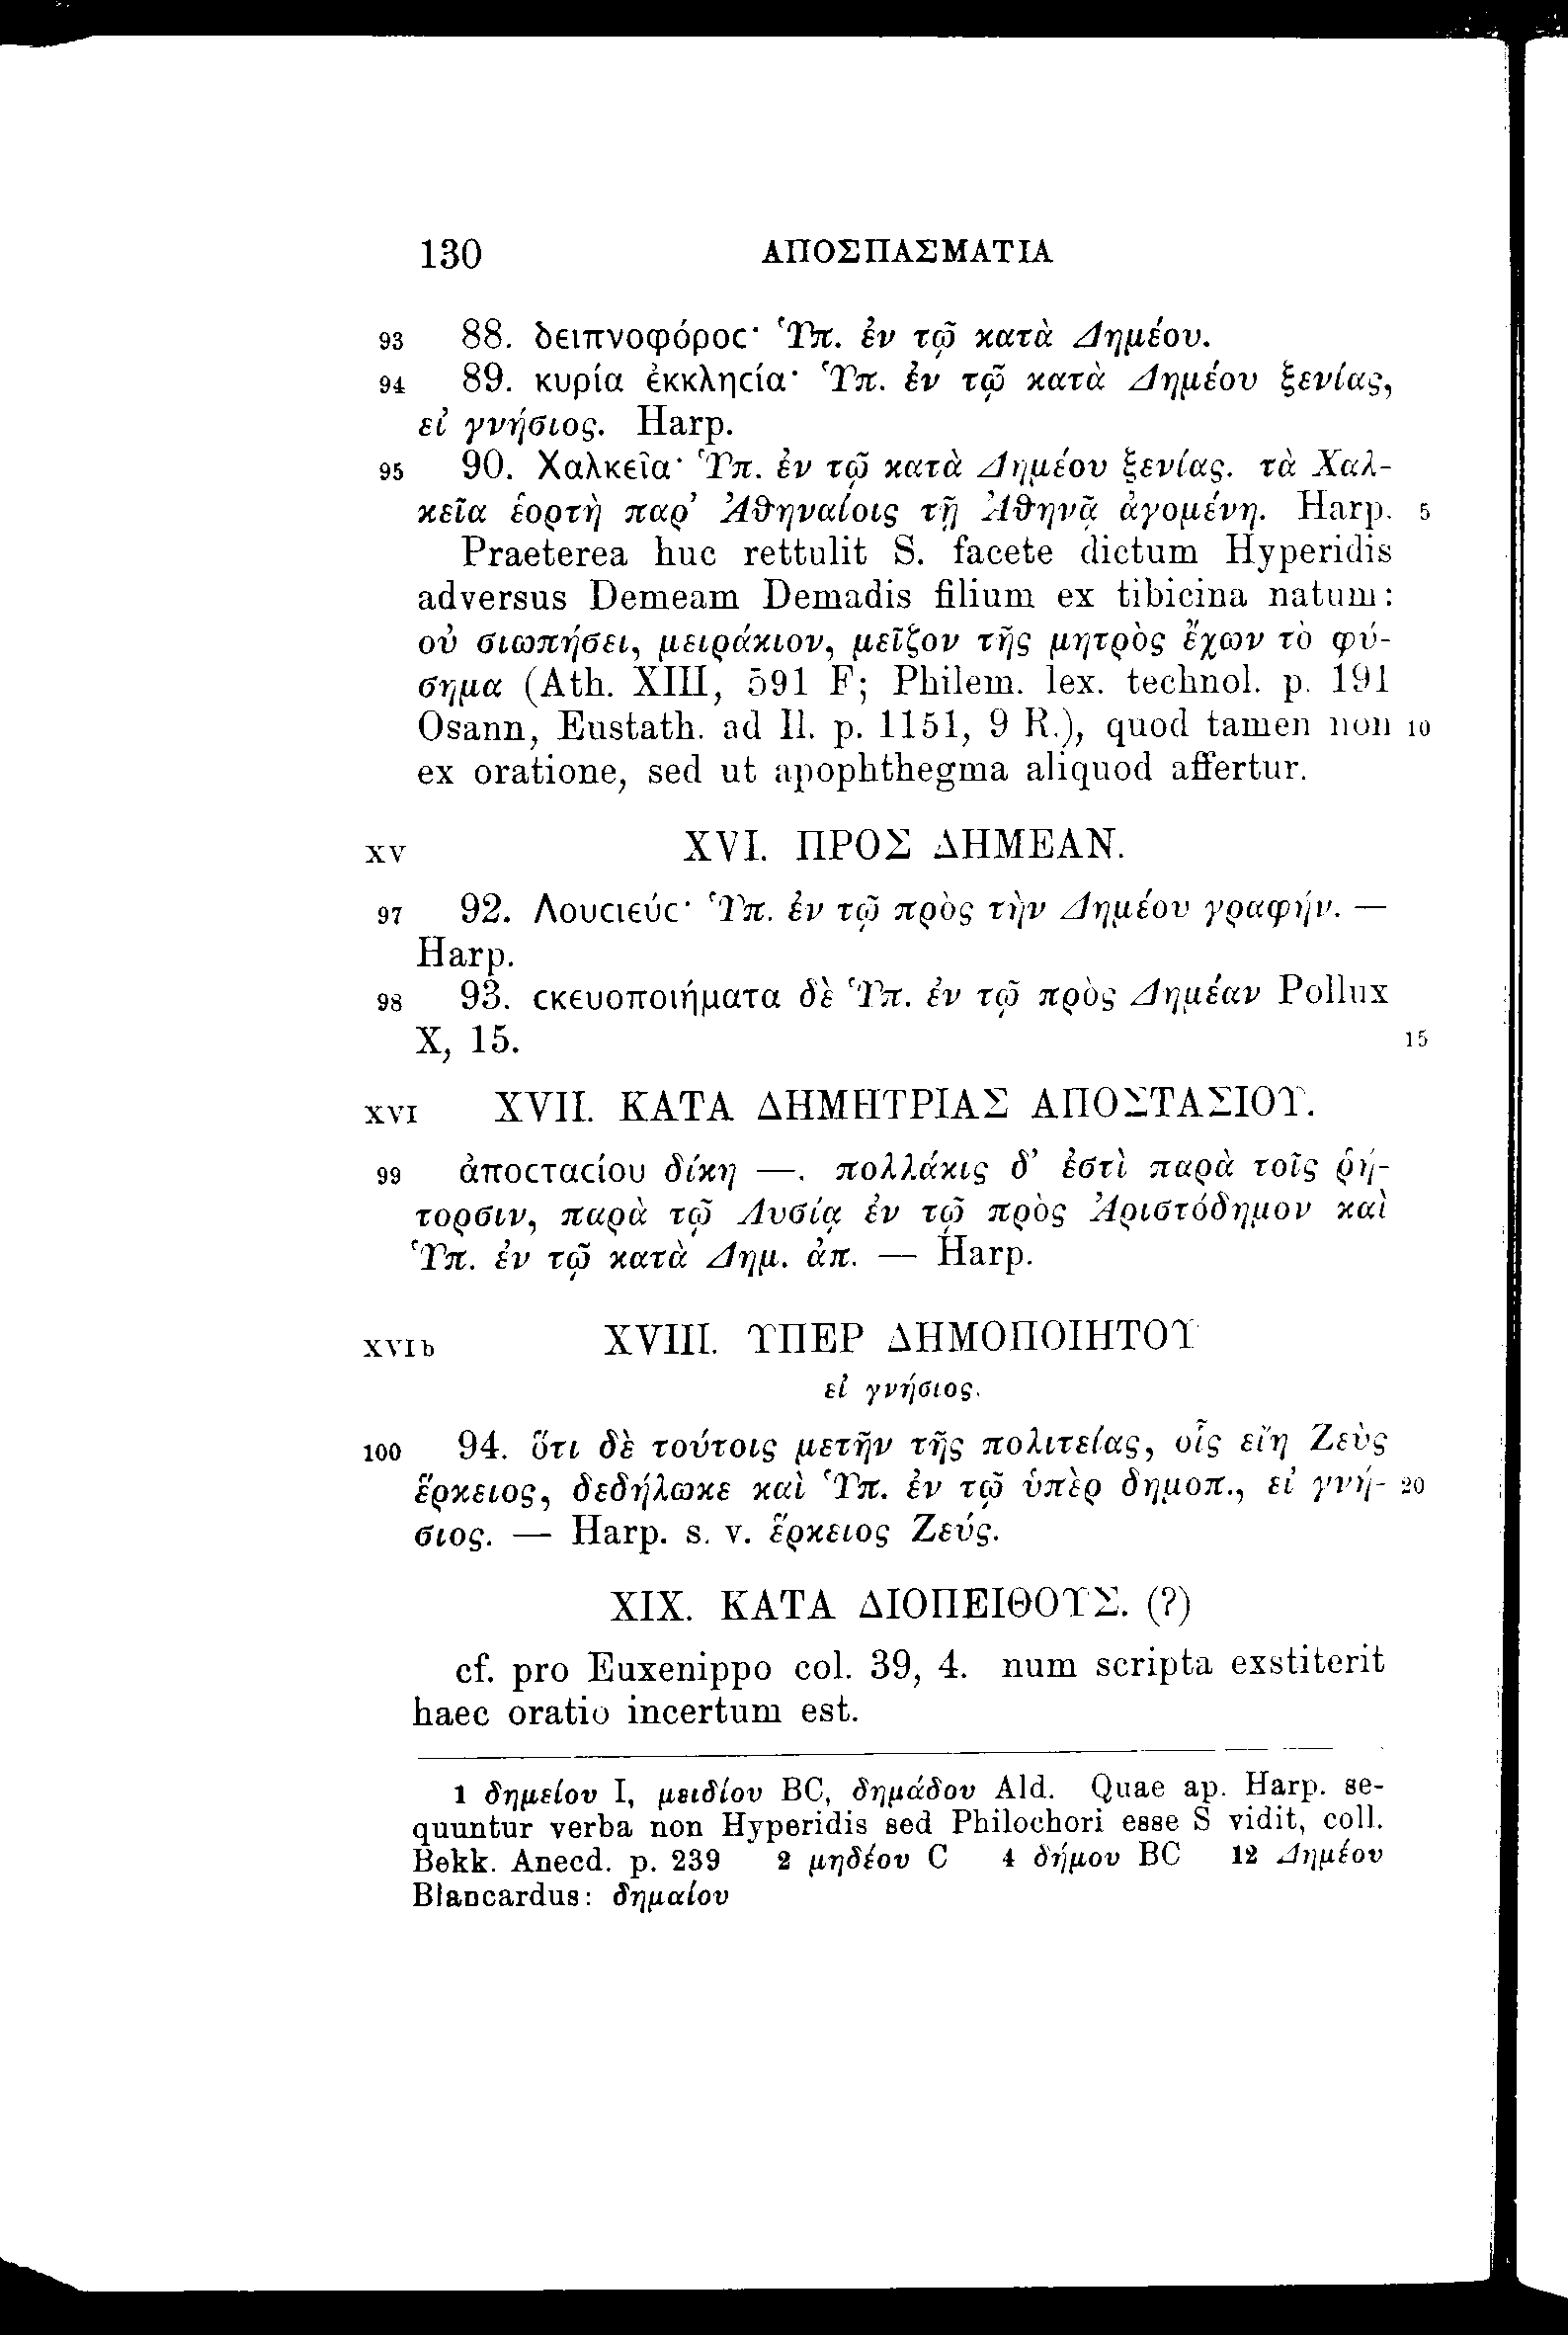 130 ΑΠΟΣΠΑΣΜΑΤΙΑ
93 88. δειπνοφόροϲ· Ὑπ. ἐν τῷ κατὰ Δημέου.
94 89. κυρία ἐκκληϲία· Ὑπ. ἐν τῷ κατὰ Δημέου ξενίας,
εἰ γνήσιος. Harp.
95 90. Χαλκεῖα· Ὑπ. ἐν τῷ κατὰ Δημέου ξενίας. τὰ Χαλ-
κεῖα ἑορτὴ παρ’ Ἀθηναίοις τῇ Ἀθηνᾷ ἀγομένη. Harp. 5
Praeterea huc rettulit S. facete dictum Hyperidis
adversus Demeam Demadis filium ex tibicina natum:
οὐ σιωπήσει, μειράκιον, μεῖζον τῆς μητρὸς ἔχων τὸ φύ-
σημα (Ath. XIII, 591 F; Philem. lex. technol. p. 191
Osann, Eustath. ad Il. p. 1151, 9 R.), quod tamen non 10
ex oratione, sed ut apophthegma aliquod affertur.
XV XVI. ΠΡΟΣ ΔΗΜΕΑΝ.
97 92. Λουϲιεύϲ· Ὑπ. ἐν τῷ πρὸς τὴν Δημέου γραφήν. —
Harp.
98 93. ϲκευοποιήματα δὲ Ὑπ. ἐν τῷ πρὸς Δημέαν Pollux
X, 15. 15
XVI XVII. ΚΑΤΑ ΔΗΜΗΤΡΙΑΣ ΑΠΟΣΤΑΣΙΟΥ.
99 ἀποϲταϲίου δίκη —. πολλάκις δ’ ἐστὶ παρὰ τοῖς ῥή-
τορσιν, παρὰ τῷ Λυσίᾳ ἐν τῷ πρὸς Ἀριστόδημον καὶ
Ὑπ. ἐν τῷ κατὰ Δημ. ἀπ. — Harp.
XVIb XVIII. ΥΠΕΡ ΔΗΜΟΠΟΙΗΤΟΥ
εἰ γνήσιος.
100 94. ὅτι δὲ τούτοις μετῆν τῆς πολιτείας, οἷς εἴη Ζεὺς
ἕρκειος, δεδήλωκε καὶ Ὑπ. ἐν τῷ ὑπὲρ δημοπ., εἰ γνή- 20
σιος. — Harp. s. v. ἕρκειος Ζεύς.
XIX. ΚΑΤΑ ΔΙΟΠΕΙΘΟΥΣ. (?)
cf. pro Euxenippo col. 39, 4. num scripta exstiterit
haec oratio incertum est.
1 δημείου I, μειδίου BC, δημάδου Ald. Quae ap. Harp. se-
quuntur verba non Hyperidis sed Philochori esse S vidit, coll.
Bekk. Anecd. p. 239 2 μηδέου C 4 δήμου BC 12 Δημέου
Blancardus: δημαίου